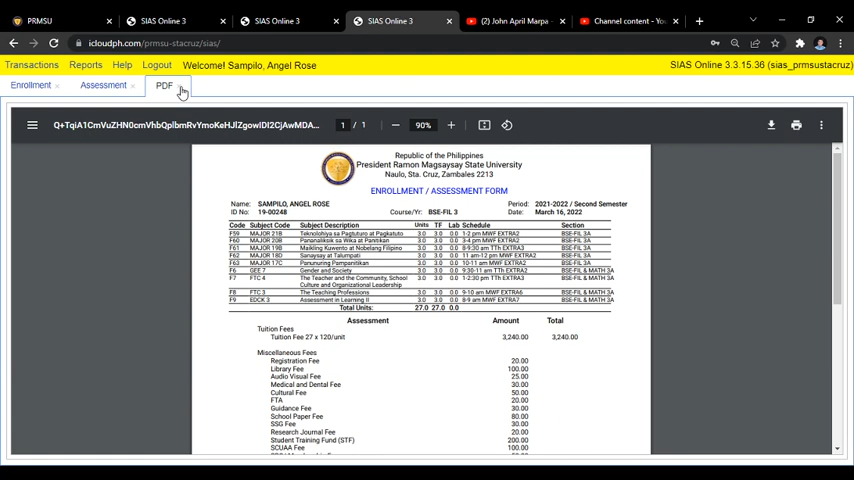 PRMSU
SIAS Online 3
SIAS Online 3
SIAS Online 3
(2) John April Marpa -
Channel content - You
icloudph.com/prmsu-stacruz/sias/
Transactions Reports Help Logout Welcome! Sampilo, Angel Rose SIAS Online 3.3.15.36 (sias_prmsustacruz)
Enrollment Assessment PDF
1 / 1 90%
Republic of the Philippines
President Ramon Magsaysay State University
Naulo, Sta. Cruz, Zambales 2213
ENROLLMENT / ASSESSMENT FORM
Name: SAMPILO, ANGEL ROSE Period: 2021-2022 / Second Semester
ID No: 19-00248 Course/Yr: BSE-FIL 3 Date: March 16, 2022
Code Subject Code Subject Description Units TF Lab Schedule Section
F59 MAJOR 21B Teknolohiya sa Pagtuturo at Pagkatuto 3.0 3.0 0.0 1-2 pm MWF EXTRA2 BSE-FIL 3A
F60 MAJOR 20B Pananaliksik sa Wika at Panitikan 3.0 3.0 0.0 3-4 pm MWF EXTRA2 BSE-FIL 3A
F61 MAJOR 19B Maikling Kuwento at Nobelang Filipino 3.0 3.0 0.0 8-9:30 am TTh EXTRA2 BSE-FIL 3A
F62 MAJOR 18D Sanaysay at Talumpati 3.0 3.0 0.0 11 am-12 pm MWF EXTRA2 BSE-FIL 3A
F63 MAJOR 17C Panunuring Pampanitikan 3.0 3.0 0.0 10-11 am MWF EXTRA2 BSE-FIL 3A
F6 GEE 7 Gender and Society 3.0 3.0 0.0 9:30-11 am TTh EXTRA2 BSE-FIL & MATH 3A
F7 FTC 4 The Teacher and the Community, School 3.0 3.0 0.0 1-2:30 pm TTh EXTRA3 BSE-FIL & MATH 3A
Culture and Organizational Leadership
F8 FTC 3 The Teaching Professions 3.0 3.0 0.0 9-10 am MWF EXTRA6 BSE-FIL & MATH 3A
F9 EDCK 3 Assessment in Learning II 3.0 3.0 0.0 8-9 am MWF EXTRA7 BSE-FIL & MATH 3A
Total Units: 27.0 27.0 0.0
Assessment Amount Total
Tuition Fees
Tuition Fee 27 x 120/unit 3,240.00 3,240.00
Miscellaneous Fees
Registration Fee 20.00
Library Fee 100.00
Audio Visual Fee 25.00
Medical and Dental Fee 30.00
Cultural Fee 50.00
FTA 20.00
Guidance Fee 30.00
School Paper Fee 80.00
SSG Fee 30.00
Research Journal Fee 20.00
Student Training Fund (STF) 200.00
SCUAA Fee 100.00